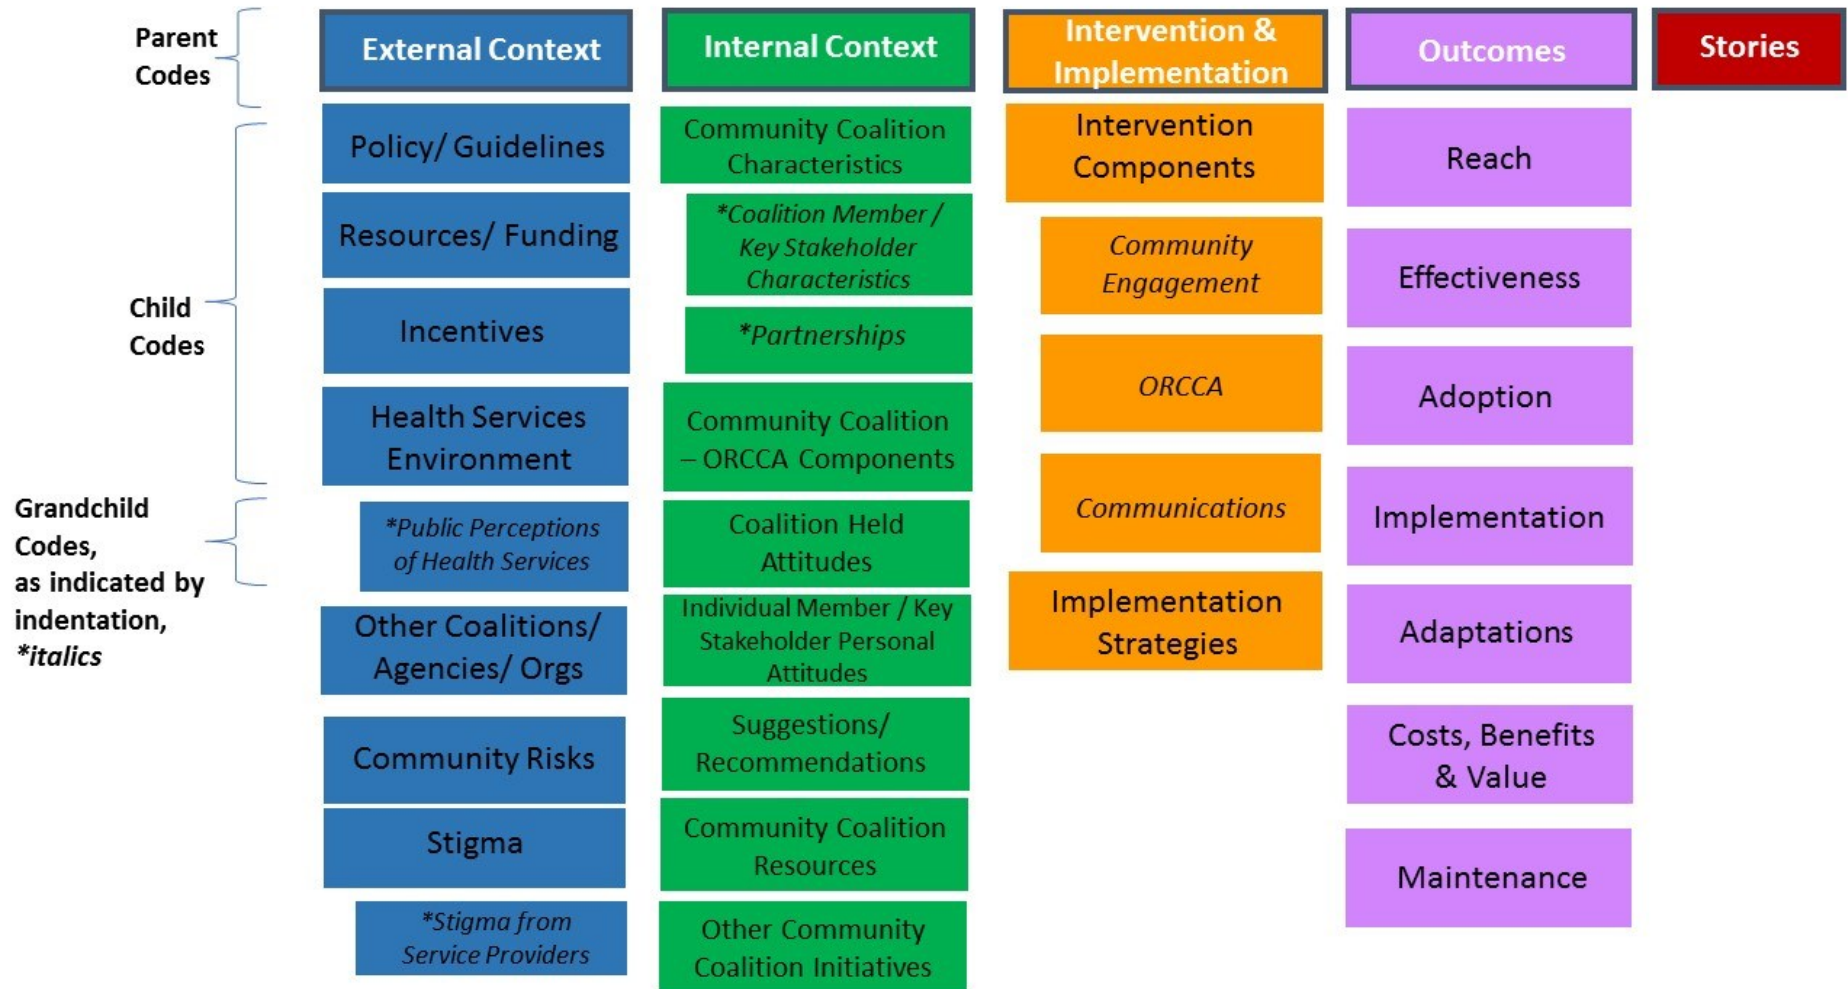 Parent
Codes
Child
Codes
Grandchild
Codes,
as indicated by
indentation,
*italics
External Context
Policy/ Guidelines
Resources/ Funding
Incentives
Health Services
Environment
*Public Perceptions
of Health Services
Other Coalitions/
Agencies/ Orgs
Community Risks
Stigma
*Stigma from
Service Providers
Internal Context
Community Coalition
Characteristics
*Coalition Member /
Key Stakeholder
Characteristics
*Partnerships
Community Coalition
– ORCCA Components
Coalition Held
Attitudes
Individual Member / Key
Stakeholder Personal
Attitudes
Suggestions/
Recommendations
Community Coalition
Resources
Other Community
Coalition Initiatives
Intervention &
Implementation
Intervention
Components
Community
Engagement
ORCCA
Communications
Implementation
Strategies
Outcomes
Reach
Effectiveness
Adoption
Implementation
Adaptations
Costs, Benefits
& Value
Maintenance
Stories